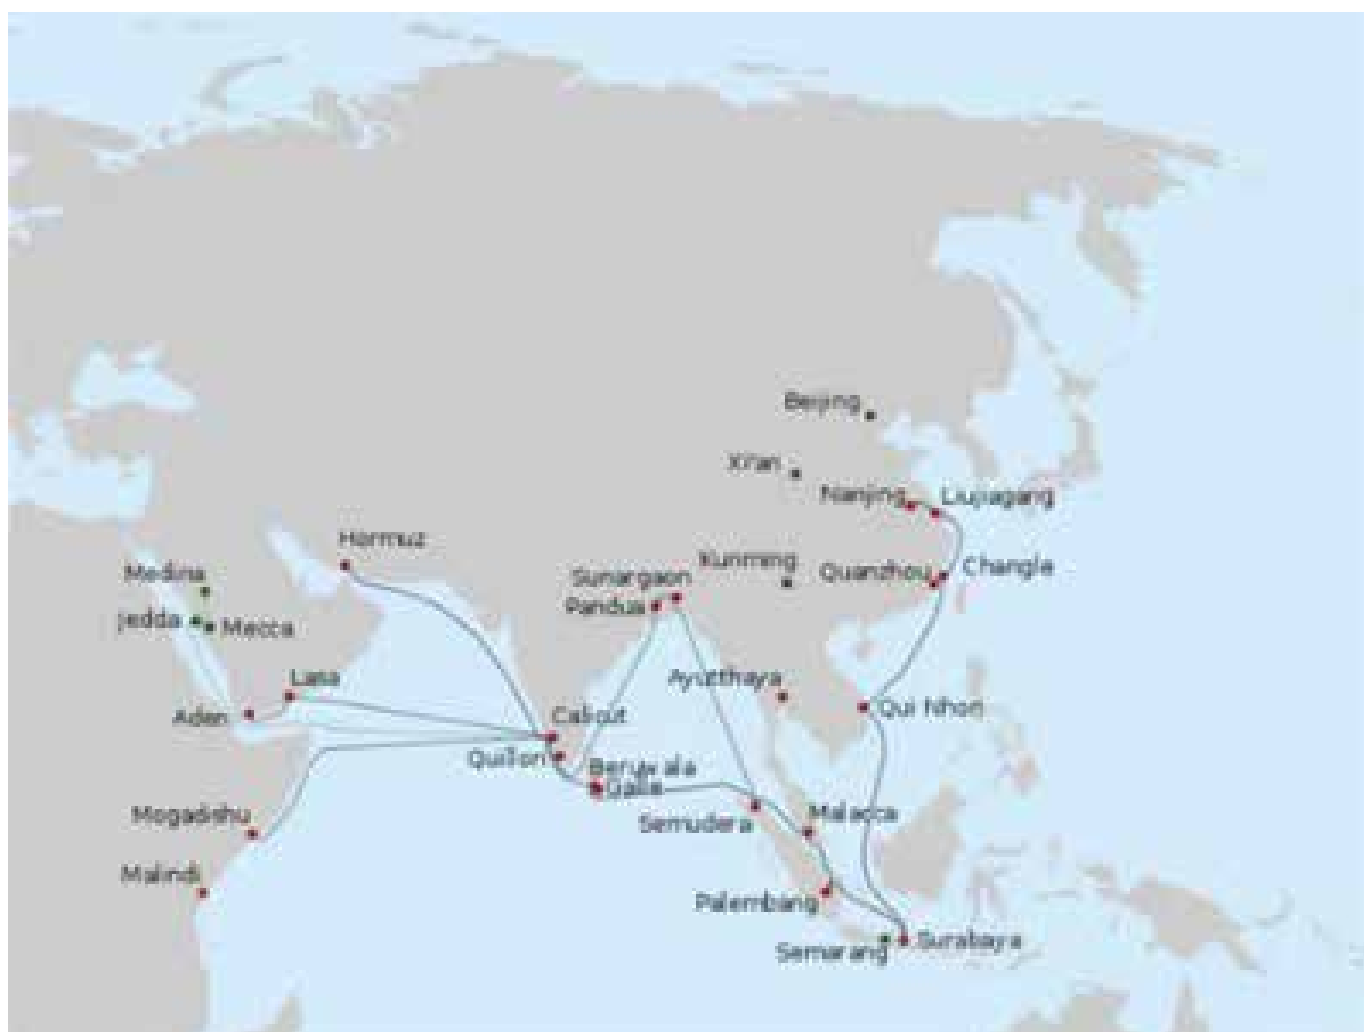 Beijing
Xi'an
Nanjing
Liujiagang
Hormuz
Kunming
Changle
Medina
Sunargaon
Quanzhou
Pandua
Jedda
Mecca
Lasa
Ayutthaya
Aden
Calicut
Qui Nhon
Quilon
Beruwala
Galle
Mogadishu
Semudera
Malacca
Malindi
Palembang
Semarang
Surabaya